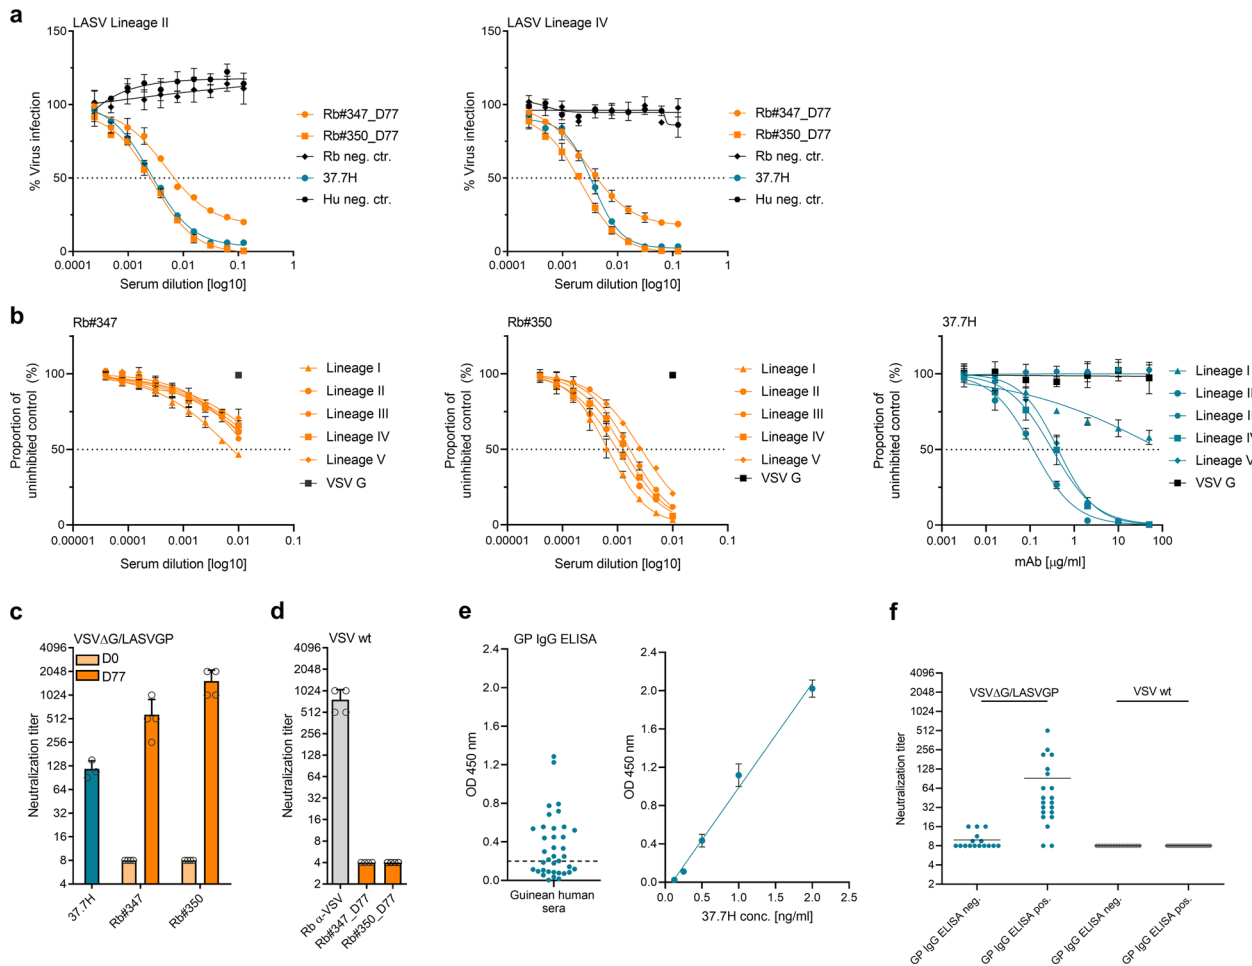 a
LASV Lineage II
150
100
50
0
% Virus infection
0.0001 0.001 0.01 0.1 1
Serum dilution [log10]
Rb#347_D77
Rb#350_D77
Rb neg. ctr.
37.7H
Hu neg. ctr.
LASV Lineage IV
150
100
50
0
% Virus infection
0.0001 0.001 0.01 0.1 1
Serum dilution [log10]
Rb#347_D77
Rb#350_D77
Rb neg. ctr.
37.7H
Hu neg. ctr.
b
Rb#347
100
50
0
Proportion of
uninhibited control (%)
0.00001 0.0001 0.001 0.01 0.1
Serum dilution [log10]
Lineage I
Lineage II
Lineage III
Lineage IV
Lineage V
VSV G
Rb#350
100
50
0
Proportion of
uninhibited control (%)
0.00001 0.0001 0.001 0.01 0.1
Serum dilution [log10]
Lineage I
Lineage II
Lineage III
Lineage IV
Lineage V
VSV G
37.7H
100
50
0
Proportion of
uninhibited control (%)
0.001 0.01 0.1 1 10 100
mAb [µg/ml]
Lineage I
Lineage II
Lineage II
Lineage IV
Lineage V
VSV G
c
VSVΔG/LASVGP
D0
D77
4096
2048
1024
512
256
128
64
32
16
8
4
Neutralization titer
37.7H
Rb#347
Rb#350
d
VSV wt
4096
2048
1024
512
256
128
64
32
16
8
4
2
Neutralization titer
Rb α-VSV
Rb#347_D77
Rb#350_D77
e
GP IgG ELISA
2.4
2.0
1.6
1.2
0.8
0.4
0.0
OD 450 nm
Guinean human
sera
2.4
2.0
1.6
1.2
0.8
0.4
0.0
OD 450 nm
0.0 0.5 1.0 1.5 2.0 2.5
37.7H conc. [ng/ml]
f
VSVΔG/LASVGP
VSV wt
4096
2048
1024
512
256
128
64
32
16
8
4
2
Neutralization titer
GP IgG ELISA neg.
GP IgG ELISA pos.
GP IgG ELISA neg.
GP IgG ELISA pos.